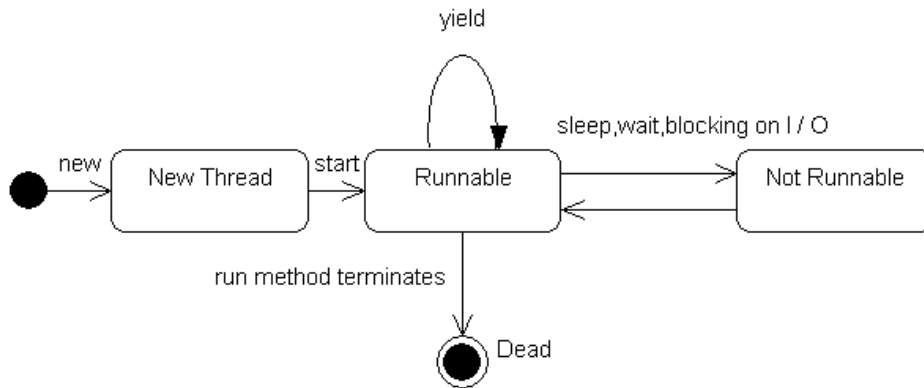 yield
sleep,wait,blocking on I / O
new
New Thread
start
Runnable
Not Runnable
run method terminates
Dead